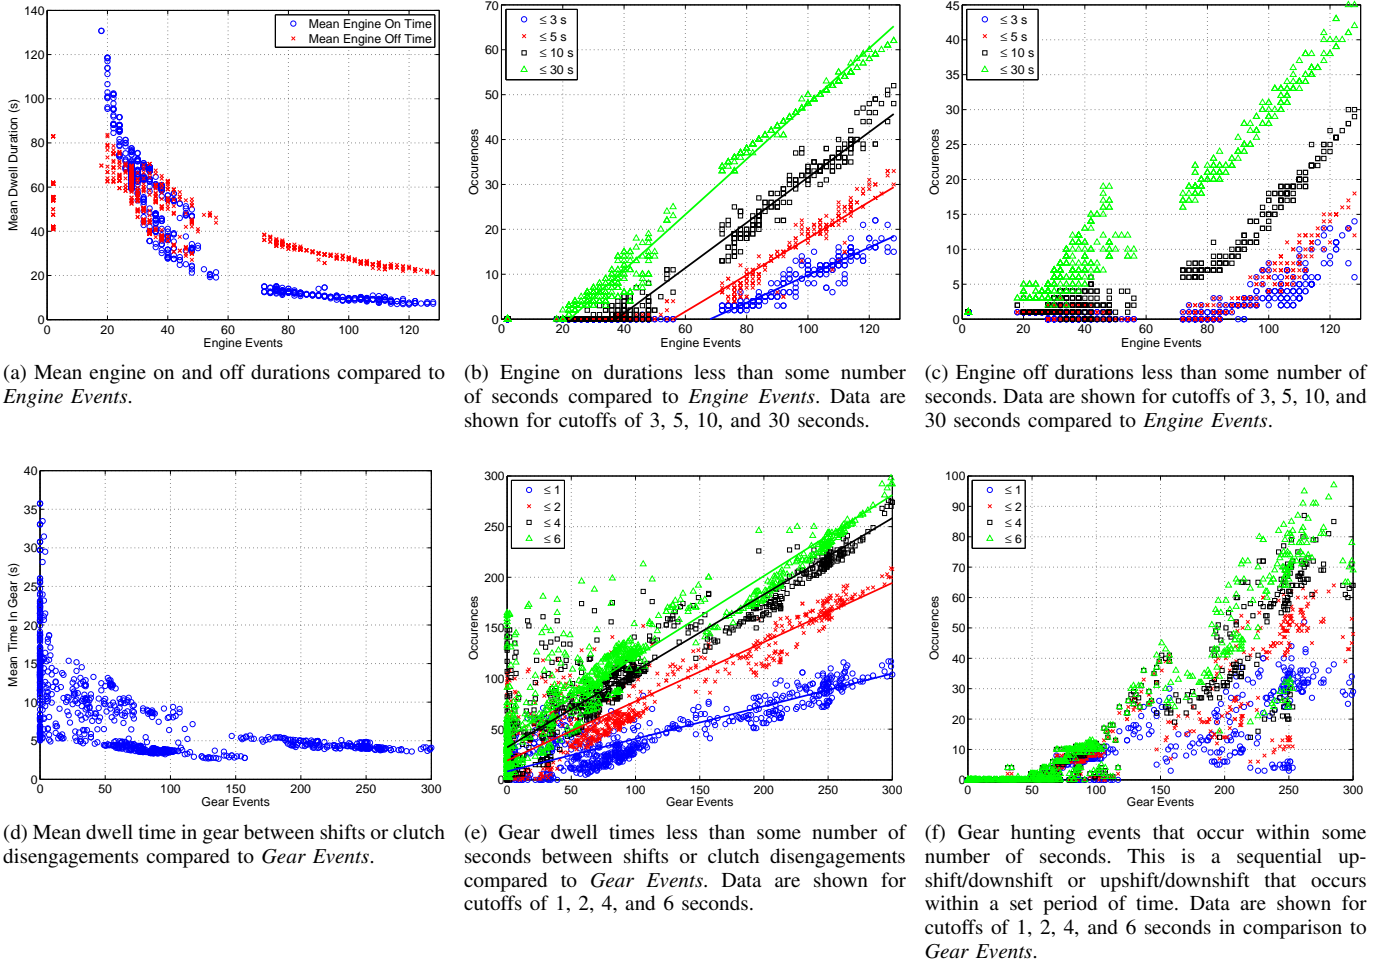 140
120
100
80
60
40
20
0
0 20 40 60 80 100 120
Mean Dwell Duration (s)
Engine Events
Mean Engine On Time
Mean Engine Off Time
(a) Mean engine on and off durations compared to
Engine Events.
70
60
50
40
30
20
10
0
0 20 40 60 80 100 120
Occurences
Engine Events
≤ 3 s
≤ 5 s
≤ 10 s
≤ 30 s
(b) Engine on durations less than some number
of seconds compared to Engine Events. Data are
shown for cutoffs of 3, 5, 10, and 30 seconds.
45
40
35
30
25
20
15
10
5
0
0 20 40 60 80 100 120
Occurences
Engine Events
≤ 3 s
≤ 5 s
≤ 10 s
≤ 30 s
(c) Engine off durations less than some number of
seconds. Data are shown for cutoffs of 3, 5, 10, and
30 seconds compared to Engine Events.
40
35
30
25
20
15
10
5
0
0 50 100 150 200 250 300
Mean Time In Gear (s)
Gear Events
(d) Mean dwell time in gear between shifts or clutch
disengagements compared to Gear Events.
300
250
200
150
100
50
0
0 50 100 150 200 250 300
Occurences
Gear Events
≤ 1
≤ 2
≤ 4
≤ 6
(e) Gear dwell times less than some number of
seconds between shifts or clutch disengagements
compared to Gear Events. Data are shown for
cutoffs of 1, 2, 4, and 6 seconds.
100
90
80
70
60
50
40
30
20
10
0
0 50 100 150 200 250 300
Occurences
Gear Events
≤ 1
≤ 2
≤ 4
≤ 6
(f) Gear hunting events that occur within some
number of seconds. This is a sequential up-
shift/downshift or upshift/downshift that occurs
within a set period of time. Data are shown for
cutoffs of 1, 2, 4, and 6 seconds in comparison to
Gear Events.